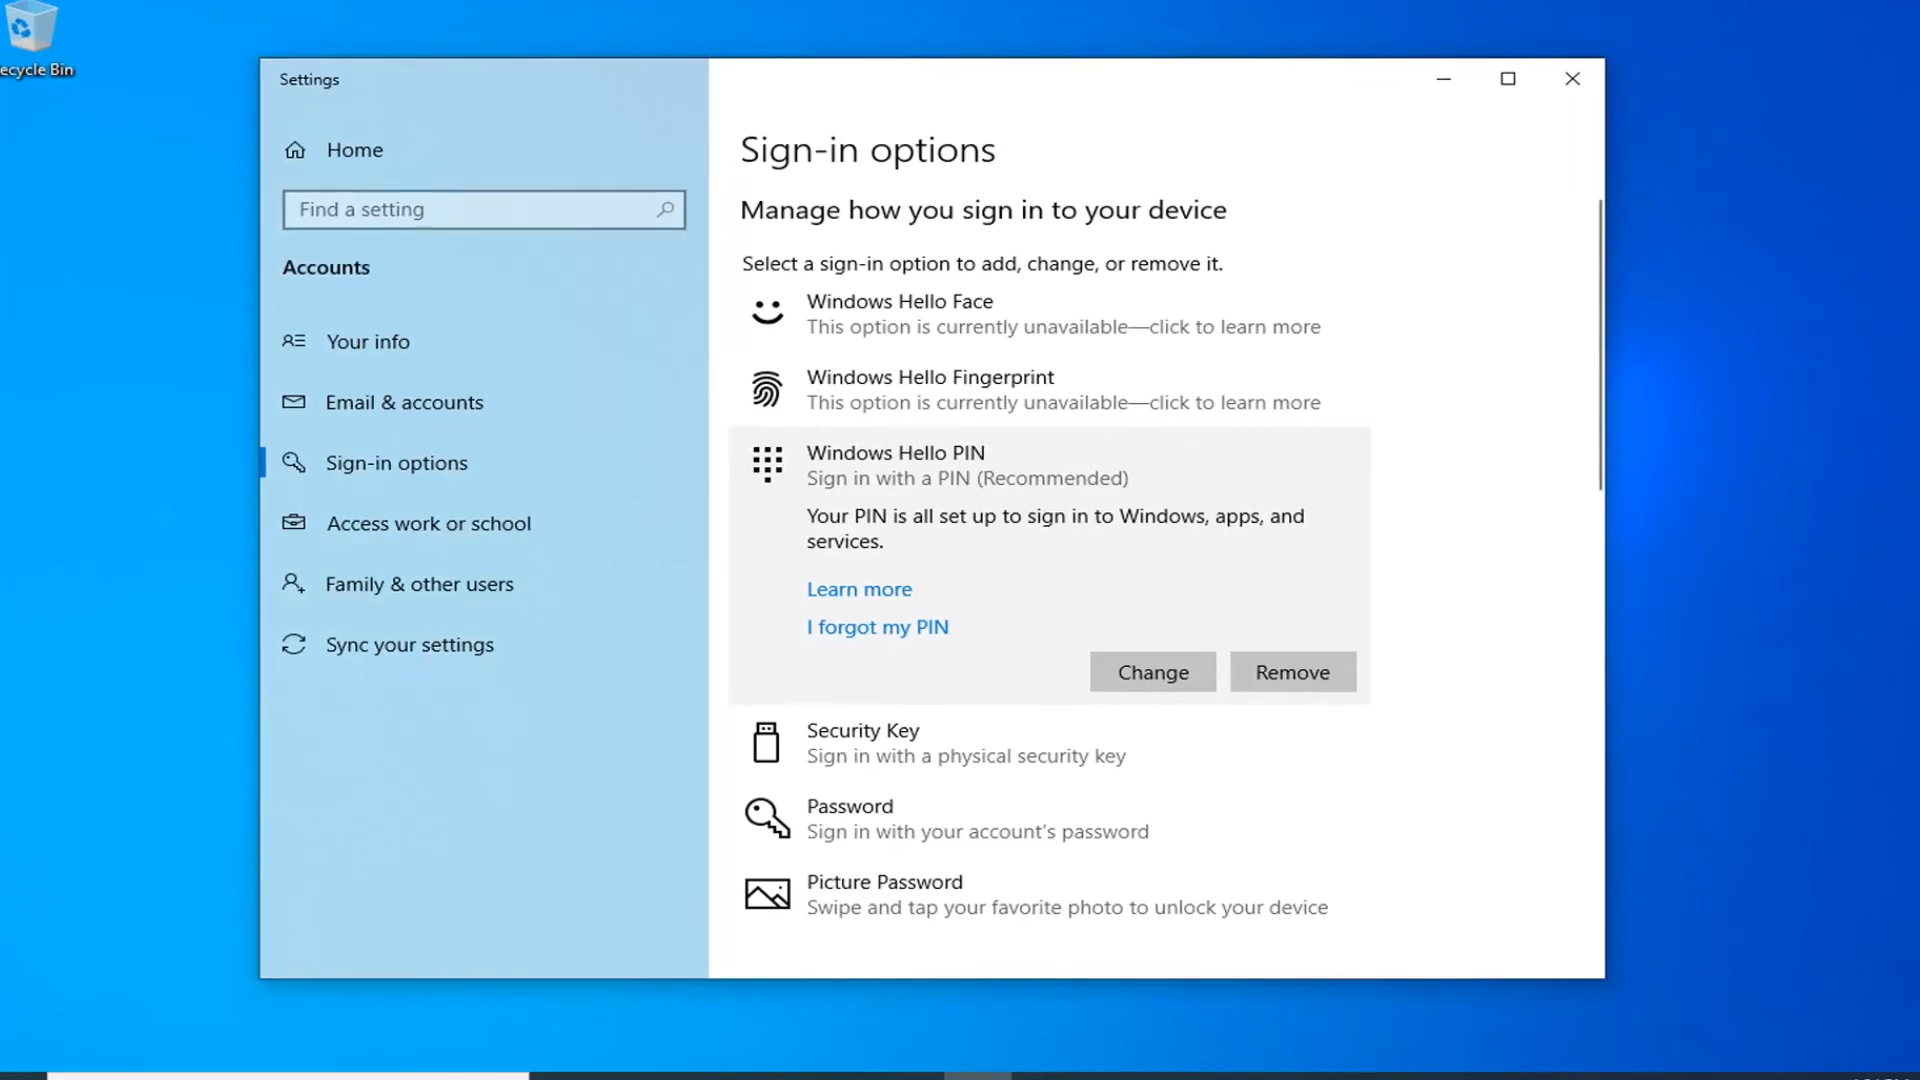 ecycle Bin
Settings
Home
Find a setting
Accounts
Your info
Email & accounts
Sign-in options
Access work or school
Family & other users
Sync your settings
Sign-in options
Manage how you sign in to your device
Select a sign-in option to add, change, or remove it.
Windows Hello Face
This option is currently unavailable—click to learn more
Windows Hello Fingerprint
This option is currently unavailable—click to learn more
Windows Hello PIN
Sign in with a PIN (Recommended)
Your PIN is all set up to sign in to Windows, apps, and
services.
Learn more
I forgot my PIN
Change
Remove
Security Key
Sign in with a physical security key
Password
Sign in with your account's password
Picture Password
Swipe and tap your favorite photo to unlock your device